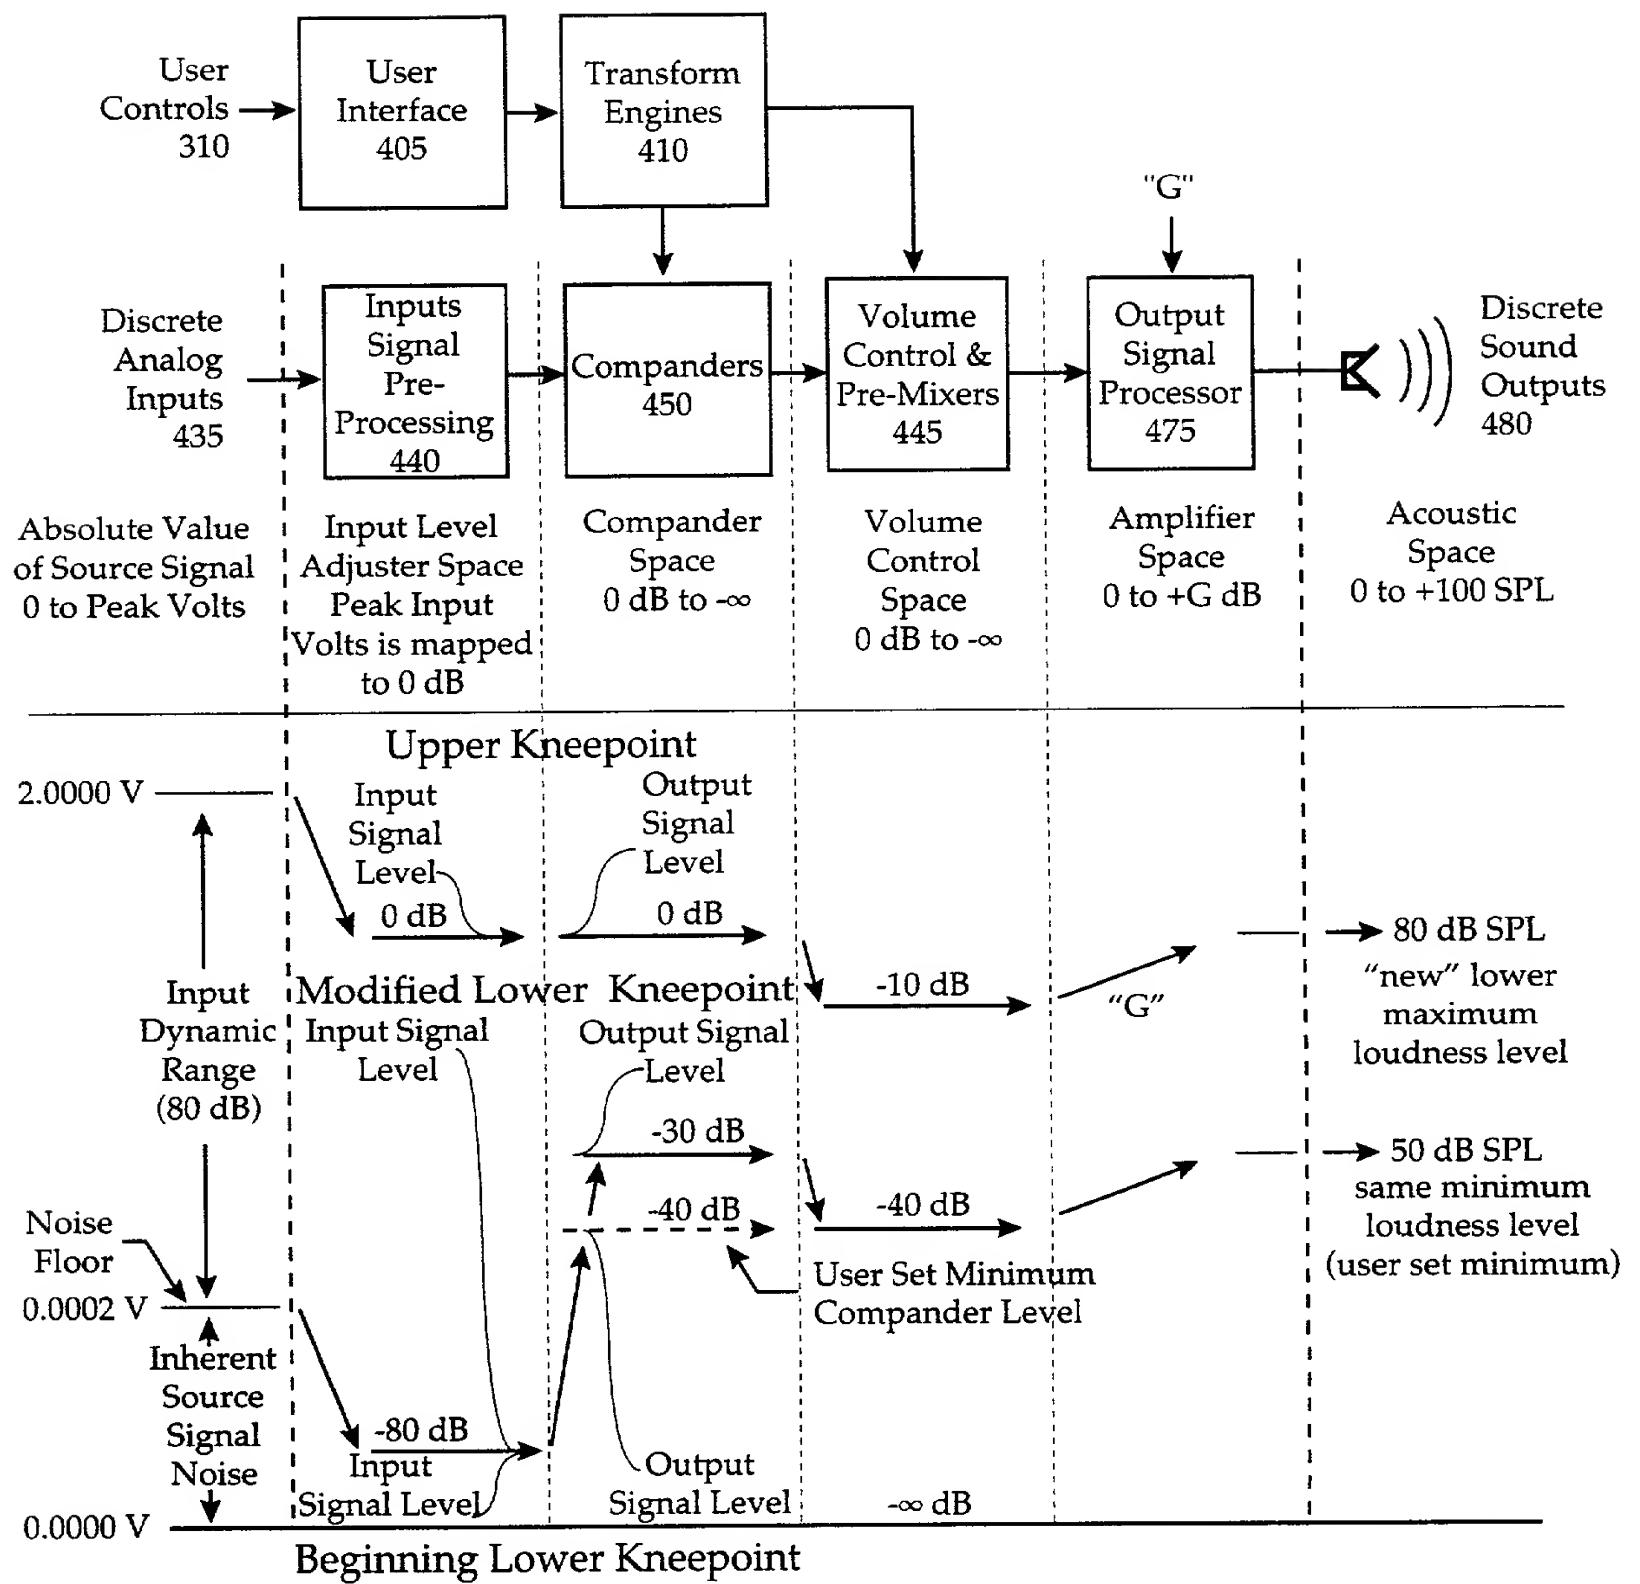 User
Controls
310
User
Interface
405
Transform
Engines
410
"G"
Discrete
Analog
Inputs
435
Inputs
Signal
Pre-
Processing
440
Companders
450
Volume
Control &
Pre-Mixers
445
Output
Signal
Processor
475
Discrete
Sound
Outputs
480
Absolute Value
of Source Signal
0 to Peak Volts
Input Level
Adjuster Space
Peak Input
Volts is mapped
to 0 dB
Compander
Space
0 dB to -∞
Volume
Control
Space
0 dB to -∞
Amplifier
Space
0 to +G dB
Acoustic
Space
0 to +100 SPL
Upper Kneepoint
2.0000 V
Input
Signal
Level
0 dB
Output
Signal
Level
0 dB
-10 dB
"G"
80 dB SPL
"new" lower
maximum
loudness level
Input
Dynamic
Range
(80 dB)
Modified Lower Kneepoint
Input Signal
Level
Output Signal
Level
-30 dB
-40 dB
-40 dB
50 dB SPL
same minimum
loudness level
(user set minimum)
User Set Minimum
Compander Level
Noise
Floor
0.0002 V
Inherent
Source
Signal
Noise
-80 dB
Input
Signal Level
Output
Signal Level
-∞ dB
0.0000 V
Beginning Lower Kneepoint